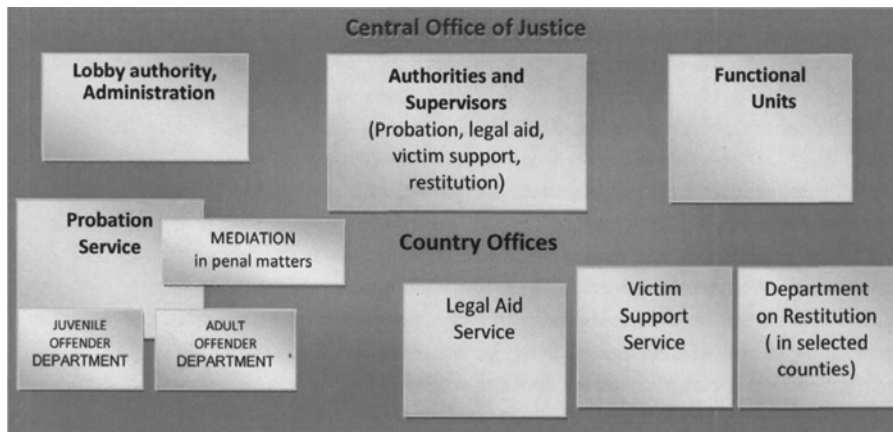 Central Office of Justice
Lobby authority,
Administration
Authorities and
Supervisors
(Probation, legal aid,
victim support,
restitution)
Functional
Units
Probation
Service
MEDIATION
in penal matters
JUVENILE
OFFENDER
DEPARTMENT
ADULT
OFFENDER
DEPARTMENT
Country Offices
Legal Aid
Service
Victim
Support
Service
Department
on Restitution
( in selected
counties)